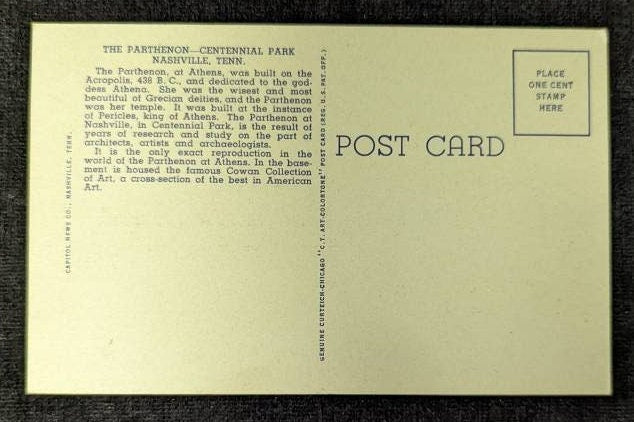 THE PARTHENON—CENTENNIAL PARK
NASHVILLE, TENN.
The Parthenon, at Athens, was built on the
Acropolis, 438 B. C., and dedicated to the god-
dess Athena. She was the wisest and most
beautiful of Grecian deities, and the Parthenon
was her temple. It was built at the instance
of Pericles, king of Athens. The Parthenon at
Nashville, in Centennial Park, is the result of
years of research and study on the part of
architects, artists and archaeologists.
It is the only exact reproduction in the
world of the Parthenon at Athens. In the base-
ment is housed the famous Cowan Collection
of Art, a cross-section of the best in American
Art.
CAPITOL NEWS CO., NASHVILLE, TENN.
GENUINE CURTEICH-CHICAGO "C.T. ART-COLORTONE" POST CARD (REG. U.S. PAT. OFF.)
POST CARD
PLACE
ONE CENT
STAMP
HERE